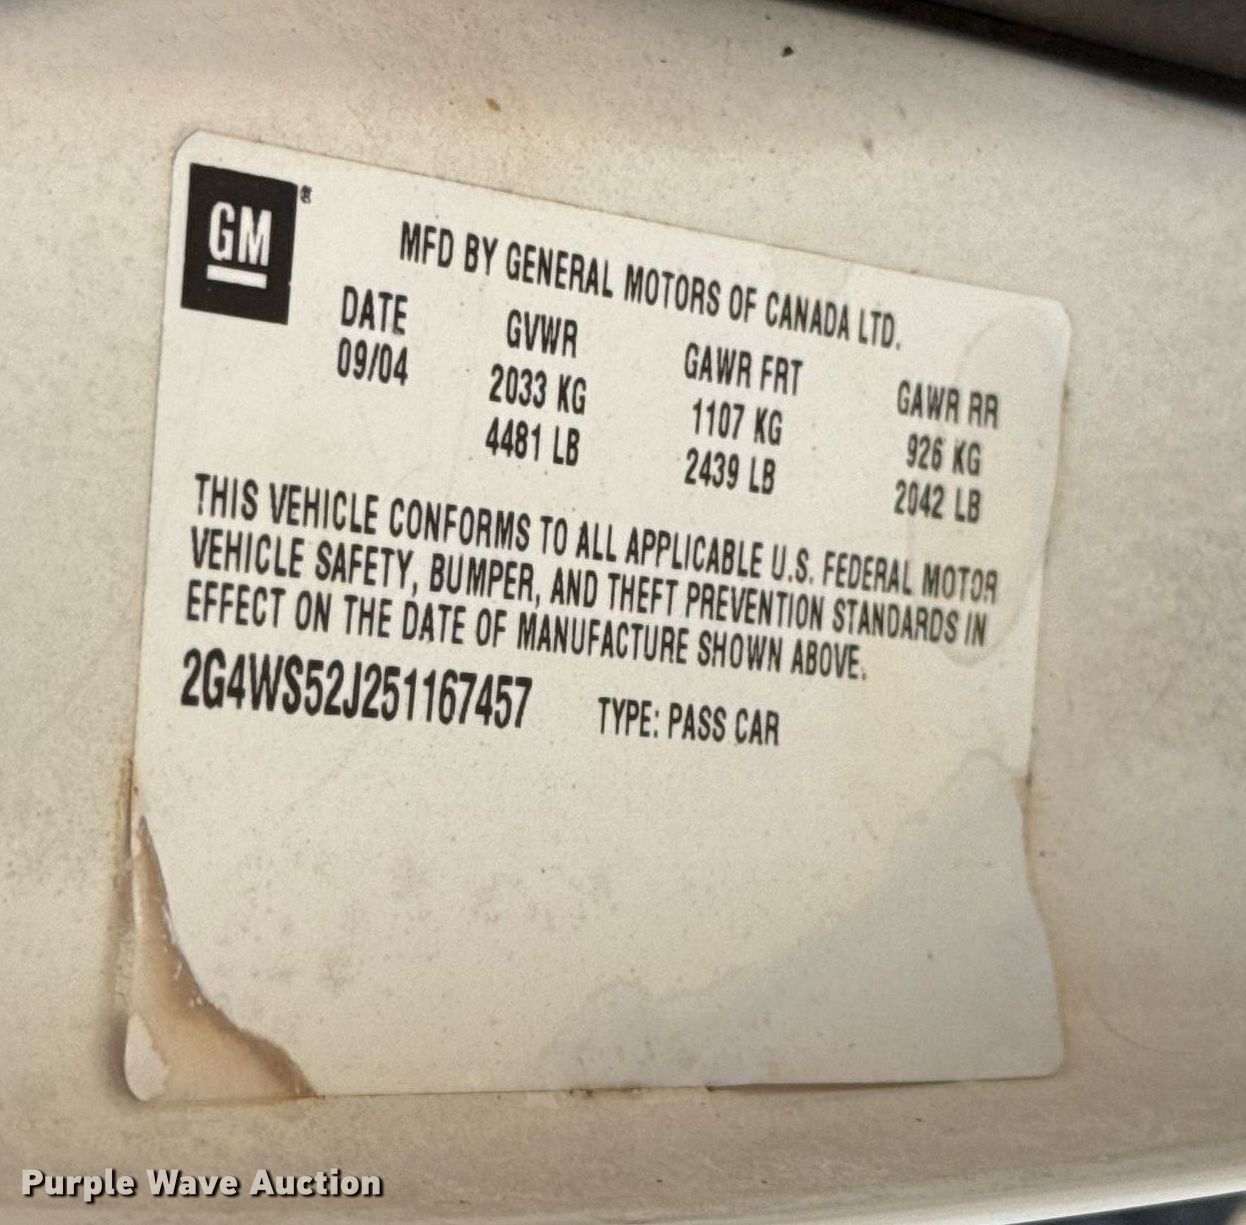 GM
MFD BY GENERAL MOTORS OF CANADA LTD.
DATE GVWR GAWR FRT GAWR RR
09/04 2033 KG 1107 KG 926 KG
4481 LB 2439 LB 2042 LB
THIS VEHICLE CONFORMS TO ALL APPLICABLE U.S. FEDERAL MOTOR
VEHICLE SAFETY, BUMPER, AND THEFT PREVENTION STANDARDS IN
EFFECT ON THE DATE OF MANUFACTURE SHOWN ABOVE.
2G4WS52J251167457 TYPE: PASS CAR
Purple Wave Auction